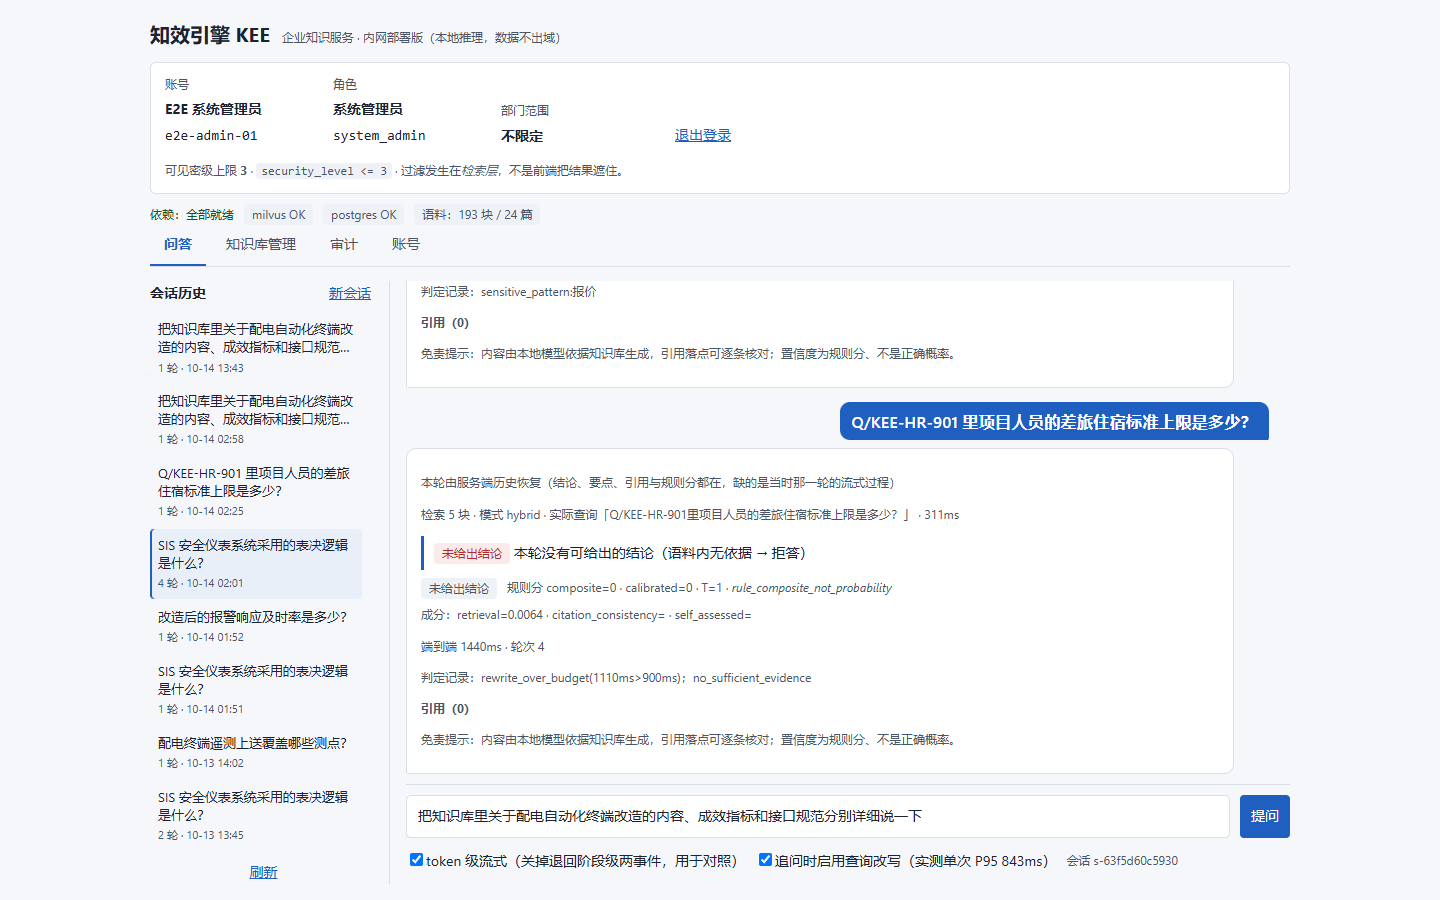 知效引擎 KEE 企业知识服务 · 内网部署版（本地推理，数据不出域）
账号
角色
E2E 系统管理员
系统管理员
部门范围
e2e-admin-01
system_admin
不限定
退出登录
可见密级上限 3 · security_level <= 3 · 过滤发生在检索层，不是前端把结果遮住。
依赖：全部就绪 milvus OK postgres OK 语料：193 块 / 24 篇
问答 知识库管理 审计 账号
会话历史 新会话
把知识库里关于配电自动化终端改
造的内容、成效指标和接口规范...
1 轮 · 10-14 13:43
把知识库里关于配电自动化终端改
造的内容、成效指标和接口规范...
1 轮 · 10-14 02:58
Q/KEE-HR-901 里项目人员的差旅
住宿标准上限是多少？
1 轮 · 10-14 02:25
SIS 安全仪表系统采用的表决逻辑
是什么？
4 轮 · 10-14 02:01
改造后的报警响应及时率是多少？
1 轮 · 10-14 01:52
SIS 安全仪表系统采用的表决逻辑
是什么？
1 轮 · 10-14 01:51
配电终端遥测上送覆盖哪些测点？
1 轮 · 10-13 14:02
SIS 安全仪表系统采用的表决逻辑
是什么？
2 轮 · 10-13 13:45
刷新
判定记录：sensitive_pattern:报价
引用（0）
免责提示：内容由本地模型依据知识库生成，引用落点可逐条核对；置信度为规则分、不是正确概率。
Q/KEE-HR-901 里项目人员的差旅住宿标准上限是多少？
本轮由服务端历史恢复（结论、要点、引用与规则分都在，缺的是当时那一轮的流式过程）
检索 5 块 · 模式 hybrid · 实际查询「Q/KEE-HR-901里项目人员的差旅住宿标准上限是多少？」 · 311ms
未给出结论 本轮没有可给出的结论（语料内无依据 → 拒答）
未给出结论 规则分 composite=0 · calibrated=0 · T=1 · rule_composite_not_probability
成分：retrieval=0.0064 · citation_consistency= · self_assessed=
端到端 1440ms · 轮次 4
判定记录：rewrite_over_budget(1110ms>900ms)；no_sufficient_evidence
引用（0）
免责提示：内容由本地模型依据知识库生成，引用落点可逐条核对；置信度为规则分、不是正确概率。
把知识库里关于配电自动化终端改造的内容、成效指标和接口规范分别详细说一下
提问
token 级流式（关掉退回阶段级两事件，用于对照） 追问时启用查询改写（实测单次 P95 843ms） 会话 s-63f5d60c5930